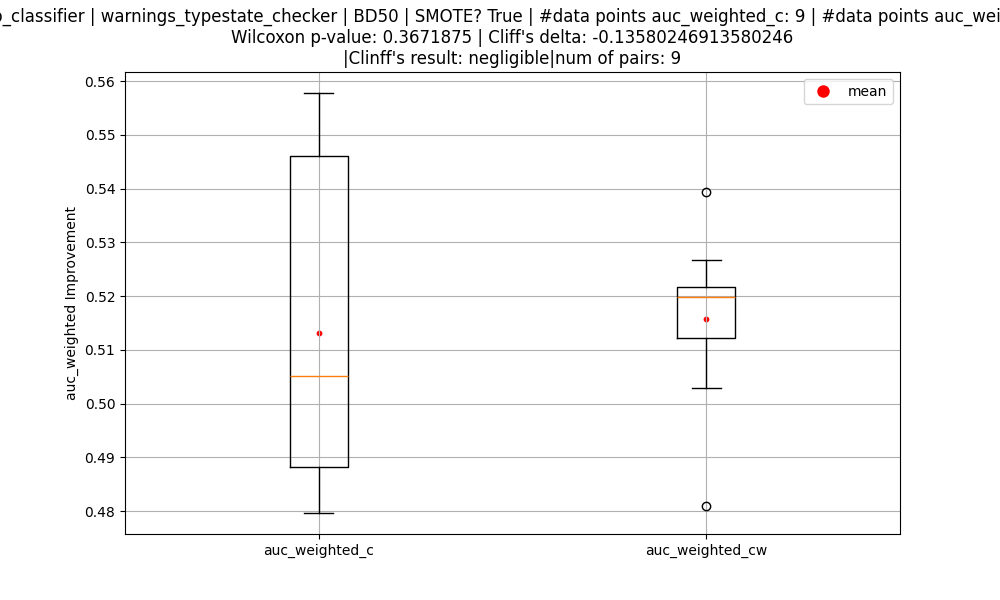 _classifier | warnings_typestate_checker | BD50 | SMOTE? True | #data points auc_weighted_c: 9 | #data points auc_wei
Wilcoxon p-value: 0.3671875 | Cliff's delta: -0.13580246913580246
|Clinff's result: negligible|num of pairs: 9
mean
0.56
0.55
0.54
0.53
0.52
0.51
0.50
0.49
0.48
auc_weighted Improvement
auc_weighted_c
auc_weighted_cw